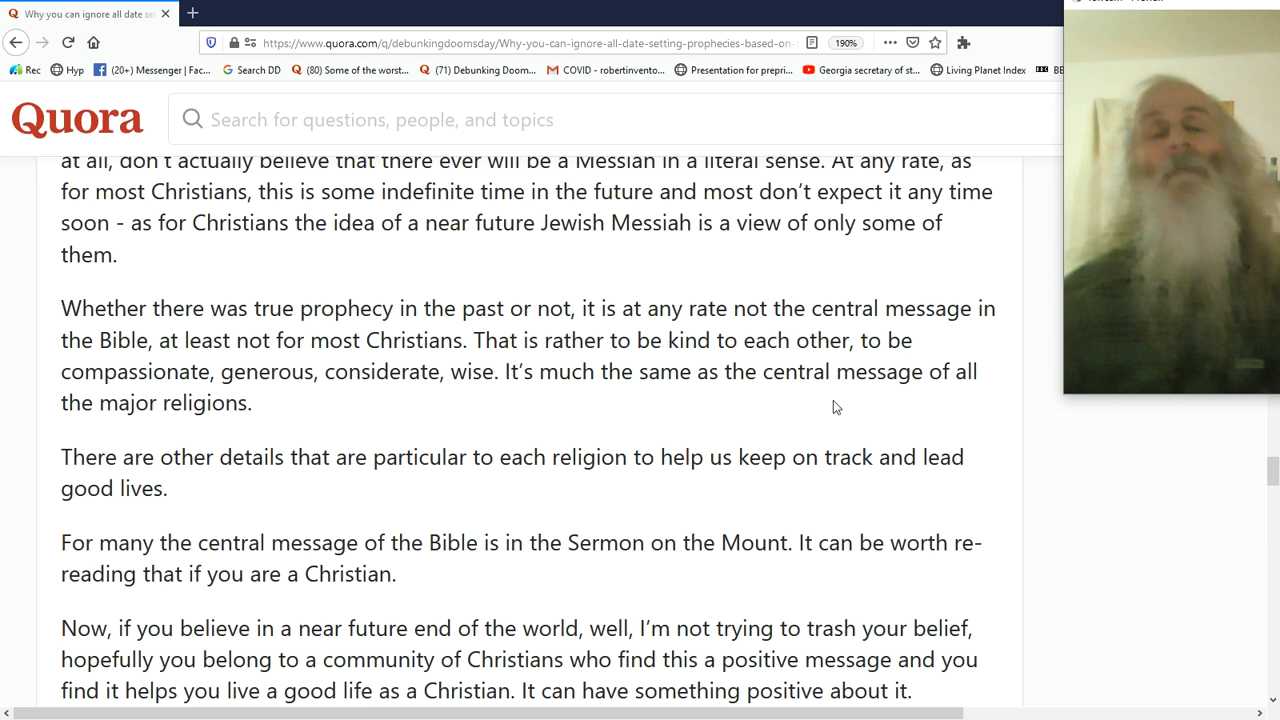 Why you can ignore all date se
190%
https://www.quora.com/q/debunkingdoomsday/Why-you-can-ignore-all-date-setting-prophecies-based-on-
Rec Hyp (20+) Messenger | Fac... Search DD (80) Some of the worst... (71) Debunking Doom... COVID - robertinvento... Presentation for prepri... Georgia secretary of st... Living Planet Index
Quora
Search for questions, people, and topics
at all, don't actually believe that there ever will be a Messiah in a literal sense. At any rate, as
for most Christians, this is some indefinite time in the future and most don't expect it any time
soon - as for Christians the idea of a near future Jewish Messiah is a view of only some of
them.
Whether there was true prophecy in the past or not, it is at any rate not the central message in
the Bible, at least not for most Christians. That is rather to be kind to each other, to be
compassionate, generous, considerate, wise. It's much the same as the central message of all
the major religions.
There are other details that are particular to each religion to help us keep on track and lead
good lives.
For many the central message of the Bible is in the Sermon on the Mount. It can be worth re-
reading that if you are a Christian.
Now, if you believe in a near future end of the world, well, I'm not trying to trash your belief,
hopefully you belong to a community of Christians who find this a positive message and you
find it helps you live a good life as a Christian. It can have something positive about it.